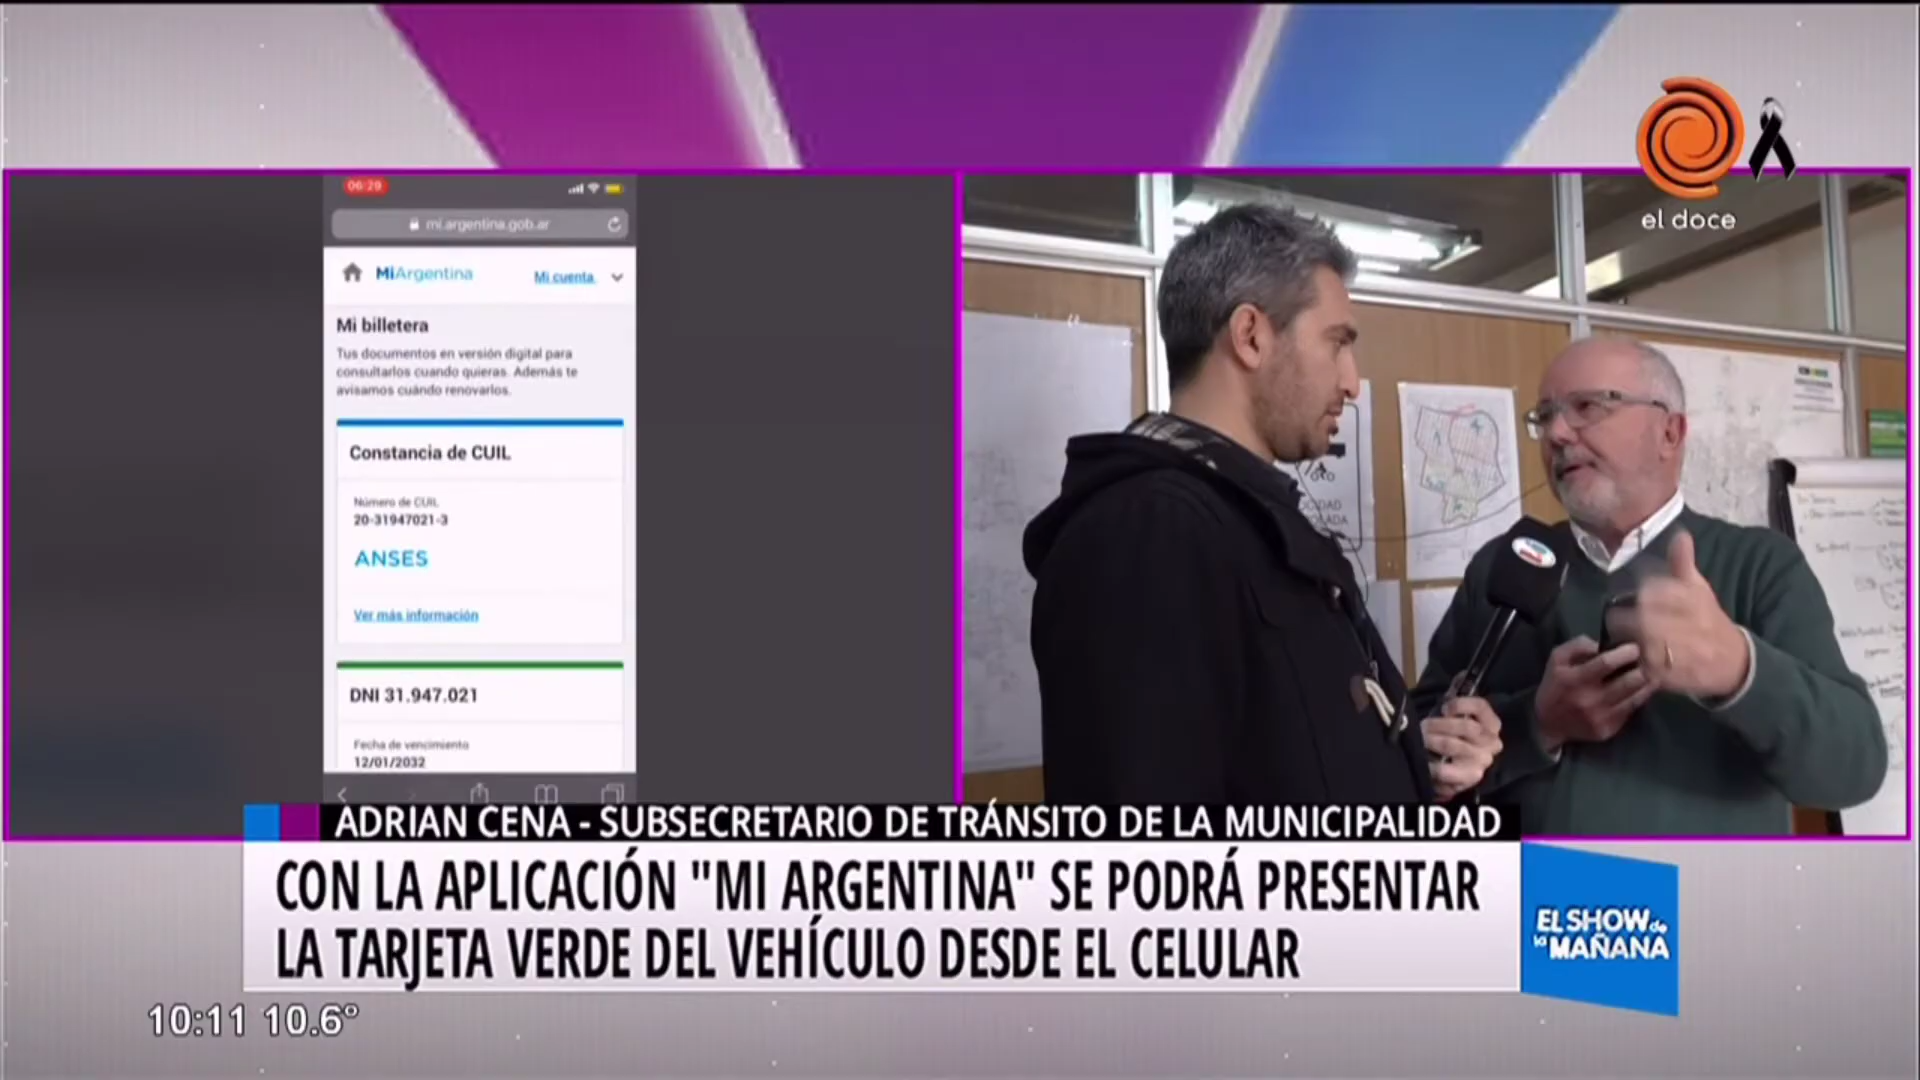 el doce
06:29
mi.argentina.gob.ar
MiArgentina
Mi cuenta
Mi billetera
Tus documentos en versión digital para
consultarlos cuando quieras. Además te
avisamos cuándo renovarlos.
Constancia de CUIL
Número de CUIL
20-31947021-3
ANSES
Ver más información
DNI 31.947.021
Fecha de vencimiento
12/01/2032
ADRIAN CENA - SUBSECRETARIO DE TRÁNSITO DE LA MUNICIPALIDAD
CON LA APLICACIÓN "MI ARGENTINA" SE PODRÁ PRESENTAR
LA TARJETA VERDE DEL VEHÍCULO DESDE EL CELULAR
EL SHOW de
la MAÑANA
10:11 10.6°